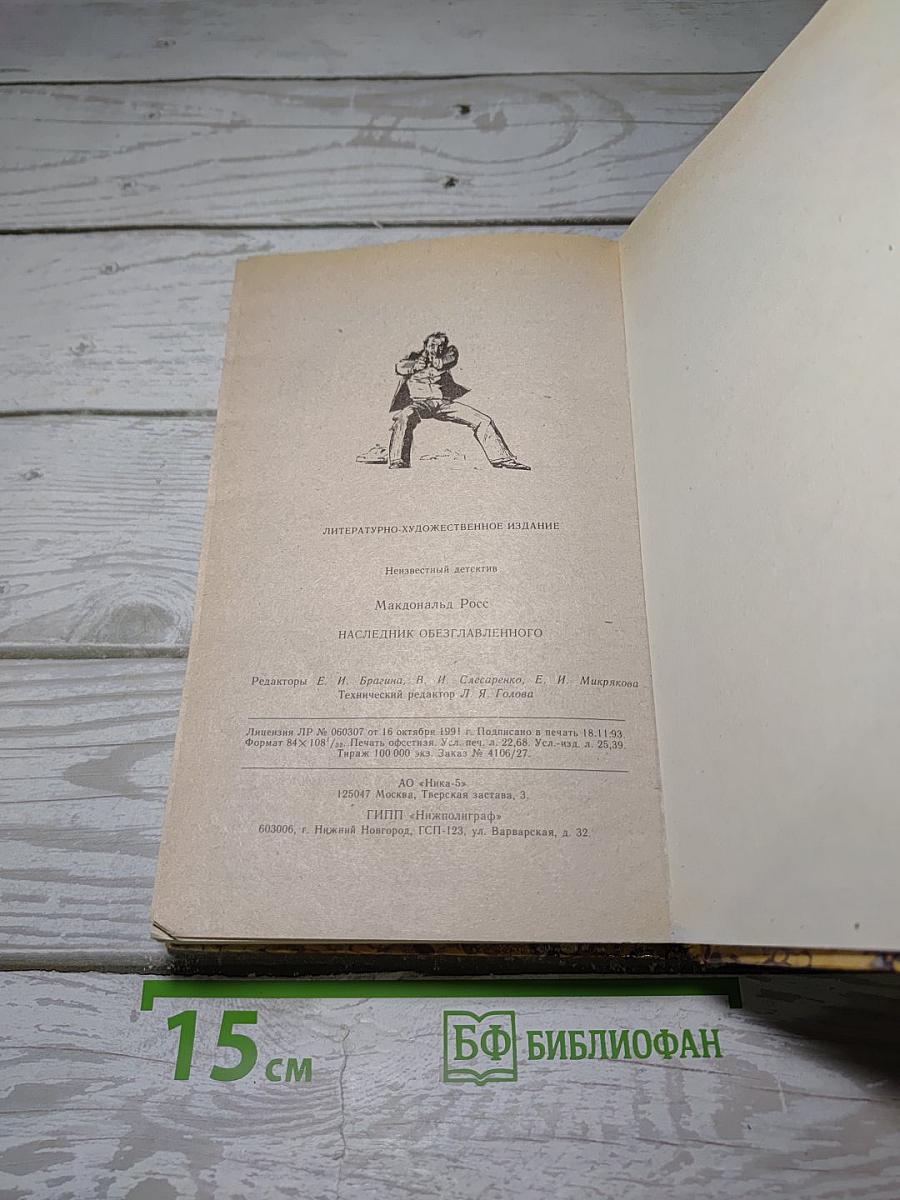 ЛИТЕРАТУРНО-ХУДОЖЕСТВЕННОЕ ИЗДАНИЕ
Неизвестный детектив
Макдональд Росс
НАСЛЕДНИК ОБЕЗГЛАВЛЕННОГО
Редакторы Е. И. Брагина, В. И. Слесаренко, Е. И. Микрякова
Технический редактор Л. Я. Голова
Лицензия ЛР № 060307 от 16 октября 1991 г. Подписано в печать 18.11.93.
Формат 84×108¹/₃₂. Печать офсетная. Усл. печ. л. 22,68. Усл.-изд. л. 25,39.
Тираж 100 000 экз. Заказ № 4106/27.
АО «Ника-5»
125047 Москва, Тверская застава, 3.
ГИПП «Нижполиграф»
603006, г. Нижний Новгород, ГСП-123, ул. Варварская, д. 32.
15 см
БФ БИБЛИОФАН